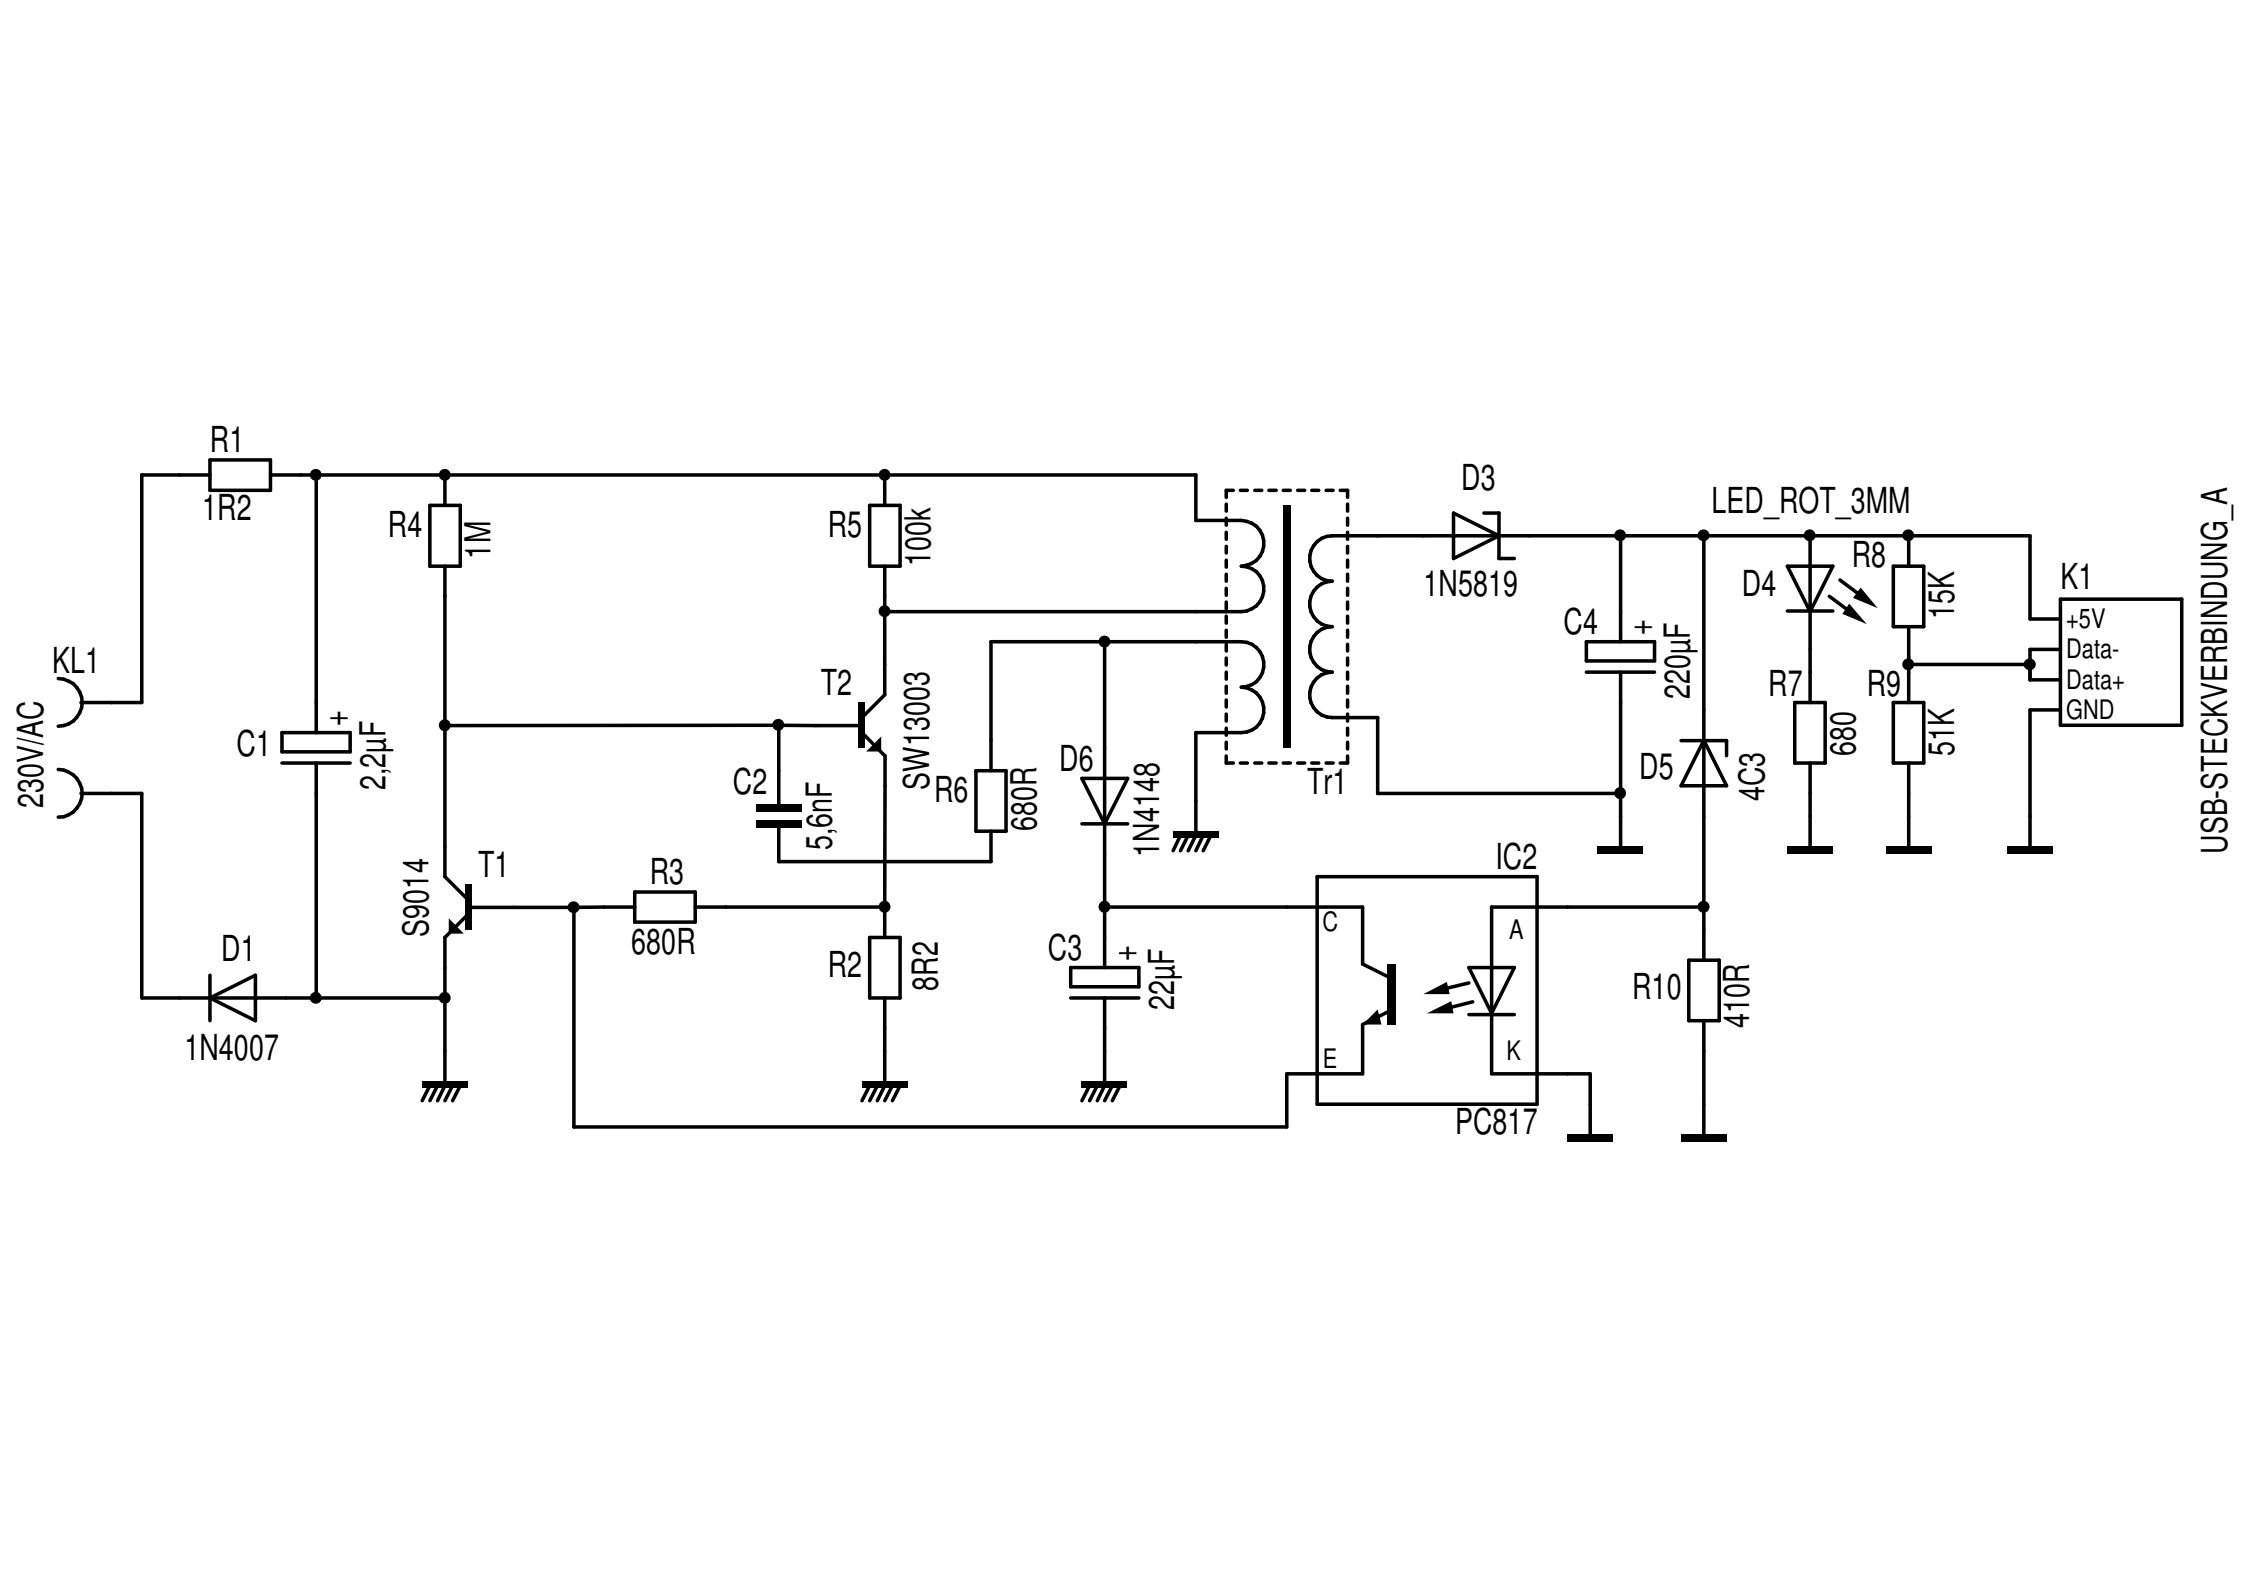 KL1
230V/AC
R1
1R2
C1
+
2,2µF
D1
1N4007
R4
1M
S9014
T1
R3
680R
R5
100k
T2
SW13003
C2
5,6nF
R2
8R2
R6
680R
D6
1N4148
C3
+
22µF
Tr1
IC2
C
E
A
K
PC817
D3
1N5819
C4
+
220µF
D5
4C3
R10
410R
LED_ROT_3MM
D4
R7
680
R8
15K
R9
51K
K1
+5V
Data-
Data+
GND
USB-STECKVERBINDUNG_A